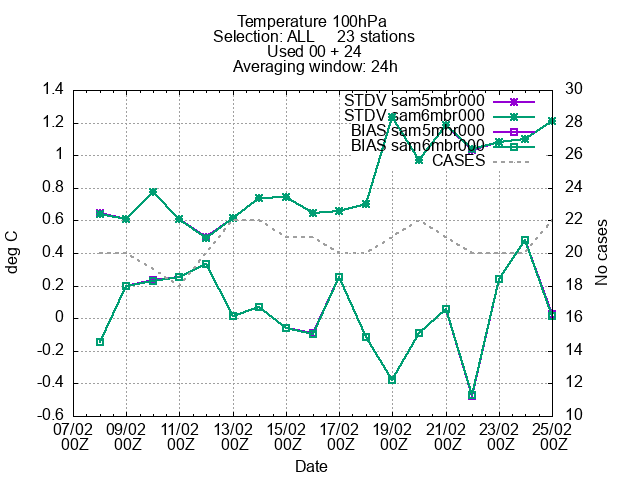 Temperature 100hPa
Selection: ALL 23 stations
Used 00 + 24
Averaging window: 24h
1.4
1.2
1
0.8
0.6
0.4
0.2
0
-0.2
-0.4
-0.6
deg C
STDV sam5mbr000
STDV sam6mbr000
BIAS sam5mbr000
BIAS sam6mbr000
CASES
30
28
26
24
22
20
18
16
14
12
10
No cases
07/02 09/02 11/02 13/02 15/02 17/02 19/02 21/02 23/02 25/02
00Z 00Z 00Z 00Z 00Z 00Z 00Z 00Z 00Z 00Z
Date